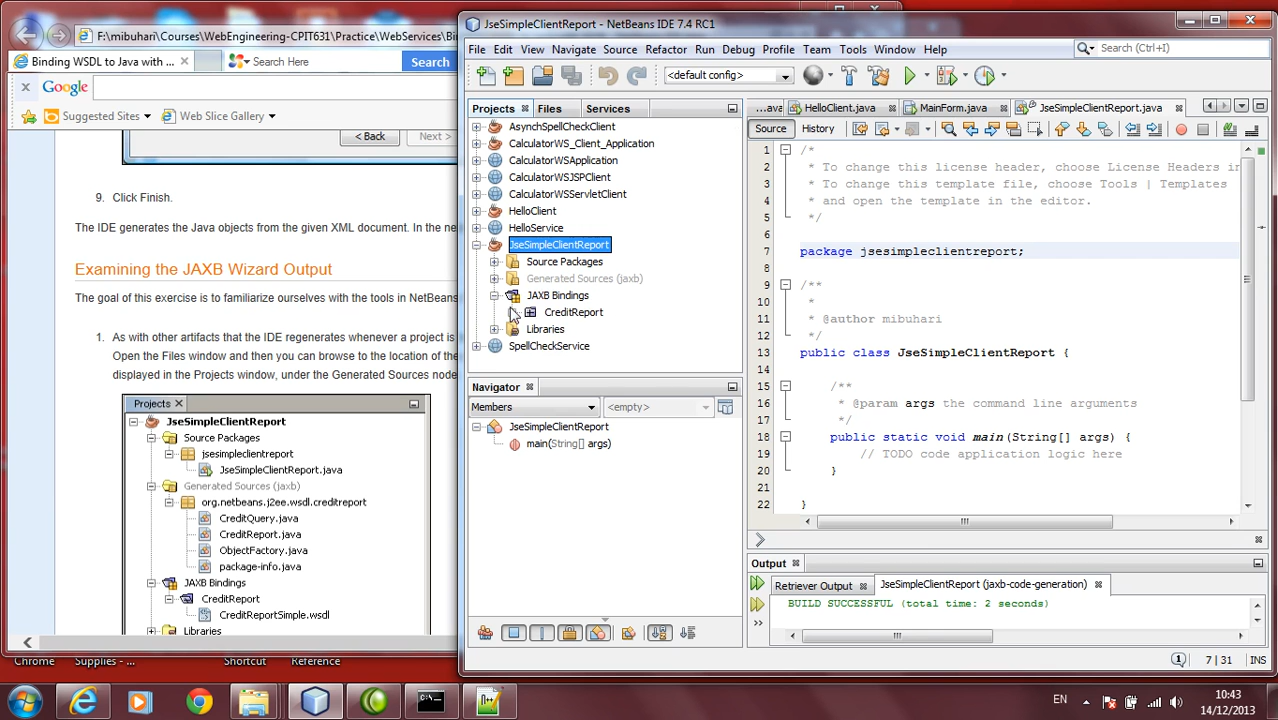 F:\mibuhari\Courses\WebEngineering-CPIT631\Practice\WebServices\Bin
Binding WSDL to Java with ...
Search Here
Search
x Google
Suggested Sites
Web Slice Gallery
< Back
Next >
9. Click Finish.
The IDE generates the Java objects from the given XML document. In the ne
Examining the JAXB Wizard Output
The goal of this exercise is to familiarize ourselves with the tools in NetBeans
1. As with other artifacts that the IDE regenerates whenever a project is
Open the Files window and then you can browse to the location of the
displayed in the Projects window, under the Generated Sources node
Projects
JseSimpleClientReport
Source Packages
jsesimpleclientreport
JseSimpleClientReport.java
Generated Sources (jaxb)
org.netbeans.j2ee.wsdl.creditreport
CreditQuery.java
CreditReport.java
ObjectFactory.java
package-info.java
JAXB Bindings
CreditReport
CreditReportSimple.wsdl
Libraries
Chrome
Supplies - ...
Shortcut
Reference
JseSimpleClientReport - NetBeans IDE 7.4 RC1
File Edit View Navigate Source Refactor Run Debug Profile Team Tools Window Help
Search (Ctrl+I)
<default config>
Projects
Files
Services
AsynchSpellCheckClient
CalculatorWS_Client_Application
CalculatorWSApplication
CalculatorWSJSPClient
CalculatorWSServletClient
HelloClient
HelloService
JseSimpleClientReport
Source Packages
Generated Sources (jaxb)
JAXB Bindings
CreditReport
Libraries
SpellCheckService
Navigator
Members
<empty>
JseSimpleClientReport
main(String[] args)
...ava
HelloClient.java
MainForm.java
JseSimpleClientReport.java
Source
History
1 /*
2 * To change this license header, choose License Headers in
3 * To change this template file, choose Tools | Templates
4 * and open the template in the editor.
5 */
6
7 package jsesimpleclientreport;
8
9 /**
10 *
11 * @author mibuhari
12 */
13 public class JseSimpleClientReport {
14
15 /**
16 * @param args the command line arguments
17 */
18 public static void main(String[] args) {
19 // TODO code application logic here
20 }
21
22 }
Output
Retriever Output
JseSimpleClientReport (jaxb-code-generation)
BUILD SUCCESSFUL (total time: 2 seconds)
7 | 31
INS
EN
10:43
14/12/2013